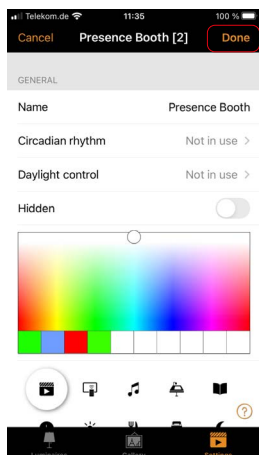 Telekom.de 11:35 100 %
Cancel Presence Booth [2] Done
GENERAL
Name Presence Booth
Circadian rhythm Not in use >
Daylight control Not in use >
Hidden
?
Luminaires Gallery Settings